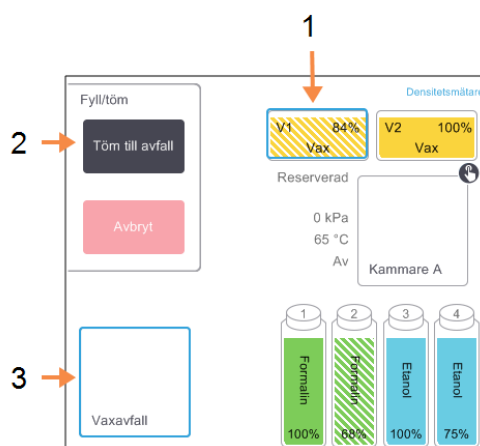 1
Fyll/töm
Densitetsmätare
2
Töm till avfall
V1 84%
Vax
V2 100%
Vax
Avbryt
Reserverad
0 kPa
65 °C
Av
Kammare A
3
Vaxavfall
1
2
3
4
Formalin
Formalin
Etanol
Etanol
100%
68%
100%
75%